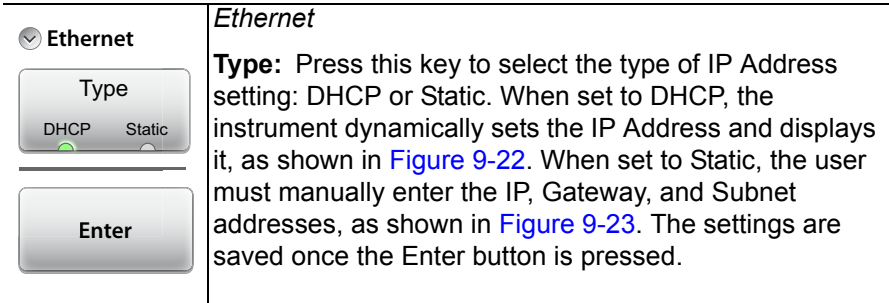 Ethernet
Type
DHCP Static
Enter
Ethernet
Type: Press this key to select the type of IP Address
setting: DHCP or Static. When set to DHCP, the
instrument dynamically sets the IP Address and displays
it, as shown in Figure 9-22. When set to Static, the user
must manually enter the IP, Gateway, and Subnet
addresses, as shown in Figure 9-23. The settings are
saved once the Enter button is pressed.